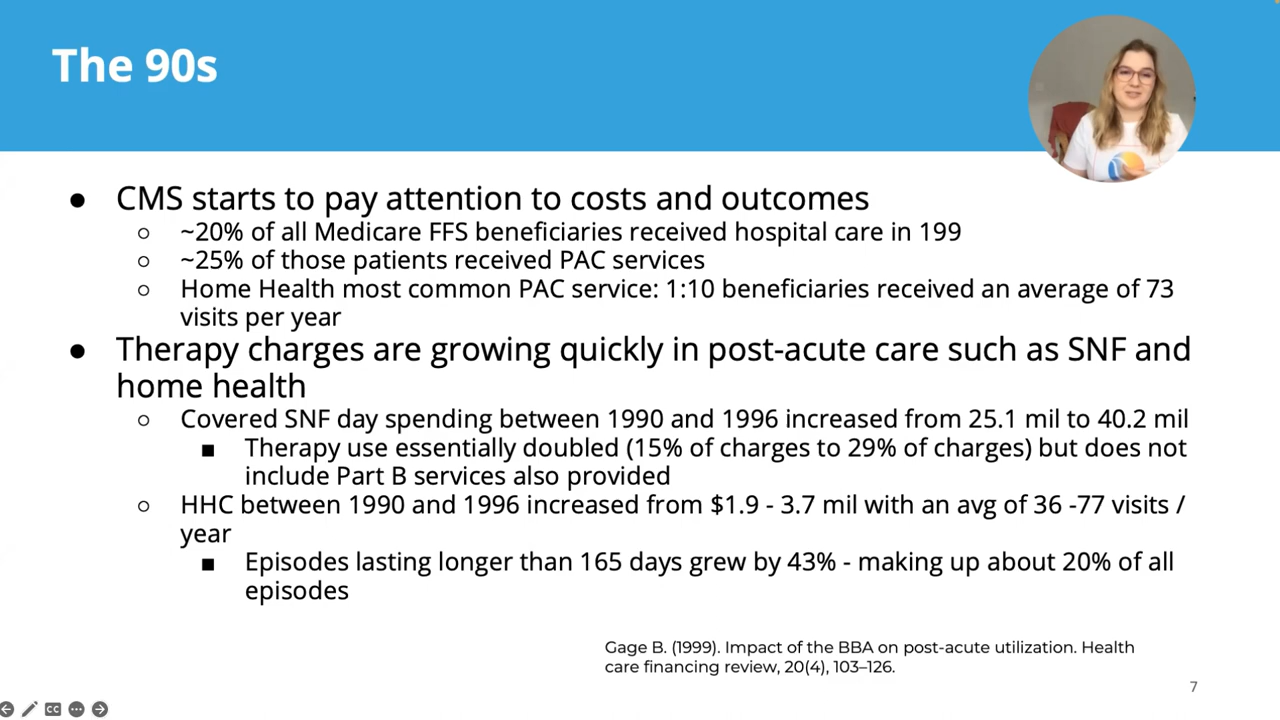 The 90s
● CMS starts to pay attention to costs and outcomes
○ ~20% of all Medicare FFS beneficiaries received hospital care in 199
○ ~25% of those patients received PAC services
○ Home Health most common PAC service: 1:10 beneficiaries received an average of 73
visits per year
● Therapy charges are growing quickly in post-acute care such as SNF and
home health
○ Covered SNF day spending between 1990 and 1996 increased from 25.1 mil to 40.2 mil
■ Therapy use essentially doubled (15% of charges to 29% of charges) but does not
include Part B services also provided
○ HHC between 1990 and 1996 increased from $1.9 - 3.7 mil with an avg of 36 -77 visits /
year
■ Episodes lasting longer than 165 days grew by 43% - making up about 20% of all
episodes
Gage B. (1999). Impact of the BBA on post-acute utilization. Health
care financing review, 20(4), 103–126.
7
CC